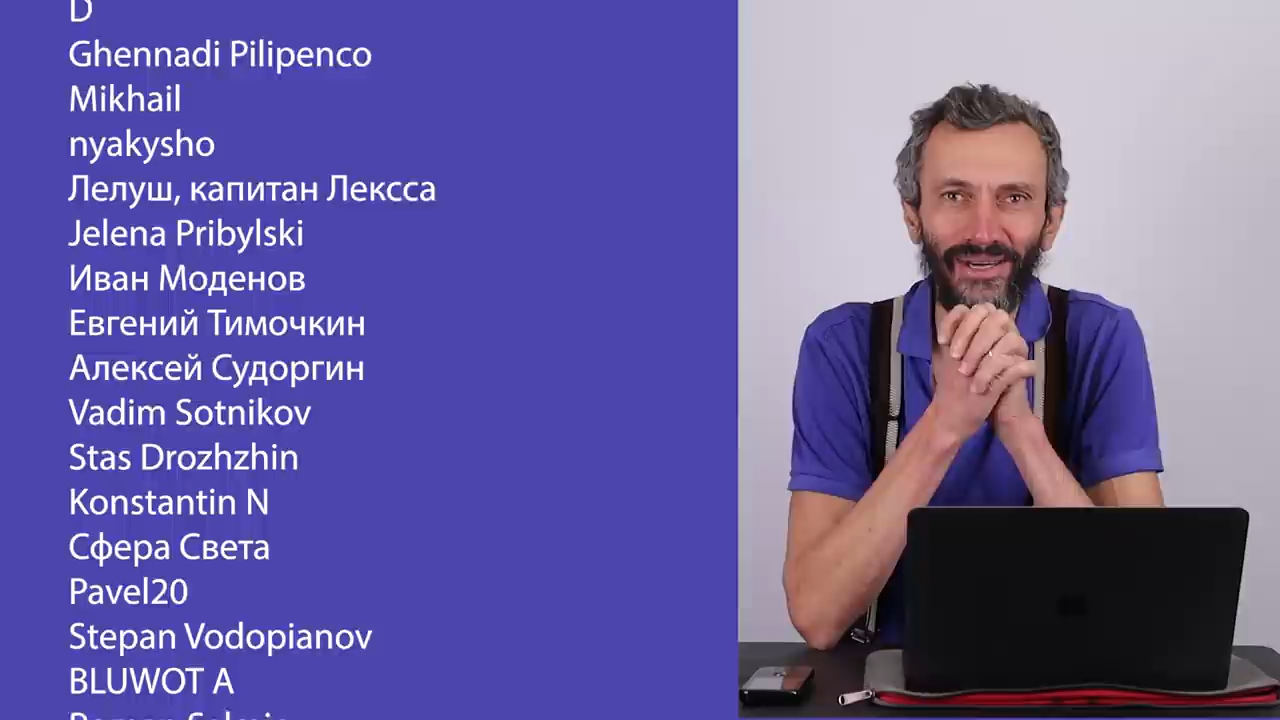 D
Ghennadi Pilipenco
Mikhail
nyakysho
Лелуш, капитан Лексса
Jelena Pribylski
Иван Моденов
Евгений Тимочкин
Алексей Судоргин
Vadim Sotnikov
Stas Drozhzhin
Konstantin N
Сфера Света
Pavel20
Stepan Vodopianov
BLUWOT A